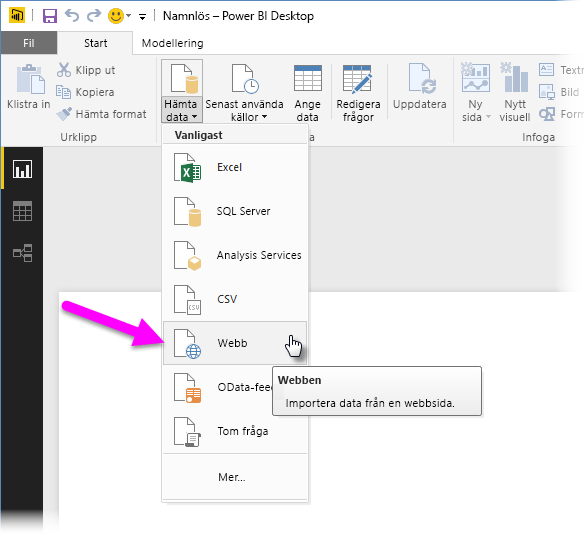 Namnlös – Power BI Desktop
Fil
Start
Modellering
Klistra in
Klipp ut
Kopiera
Hämta format
Urklipp
Hämta
data
Senast använda
källor
Ange
data
Redigera
frågor
Uppdatera
Ny
sida
Nytt
visuell
Textr
Bild
Form
Infoga
Vanligast
Excel
SQL Server
Analysis Services
CSV
Webb
OData-feed
Tom fråga
Mer...
Webben
Importera data från en webbsida.